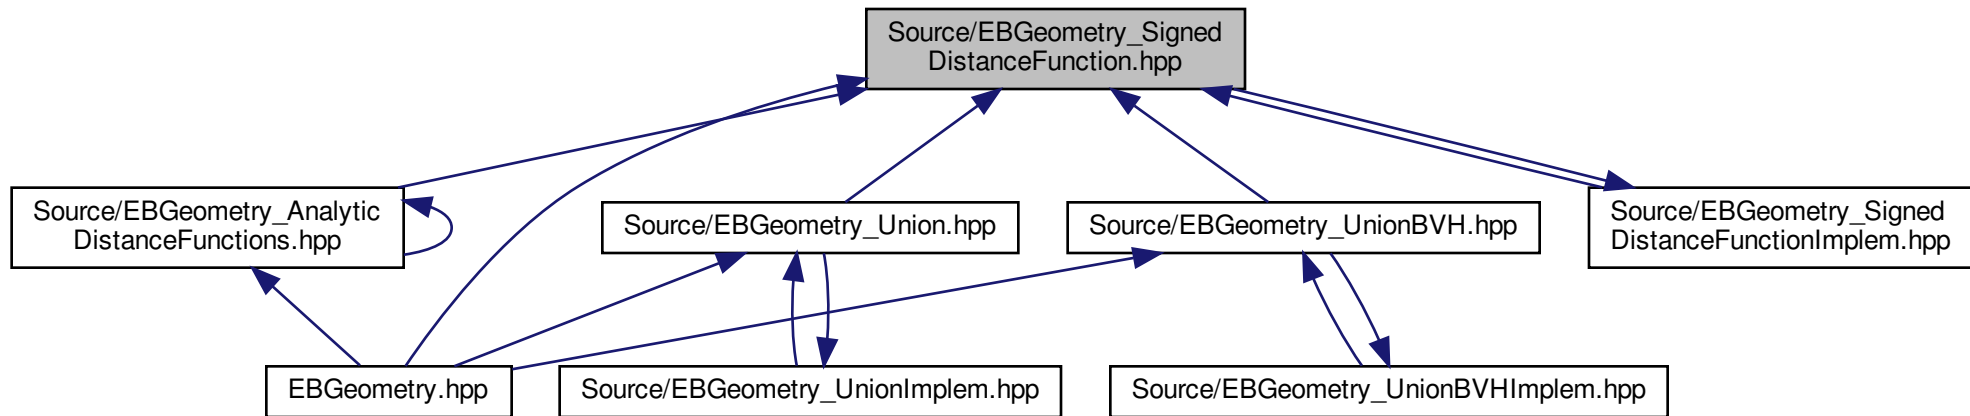 Source/EBGeometry_Signed
DistanceFunction.hpp
Source/EBGeometry_Analytic
DistanceFunctions.hpp
Source/EBGeometry_Union.hpp
Source/EBGeometry_UnionBVH.hpp
Source/EBGeometry_Signed
DistanceFunctionImplem.hpp
EBGeometry.hpp
Source/EBGeometry_UnionImplem.hpp
Source/EBGeometry_UnionBVHImplem.hpp